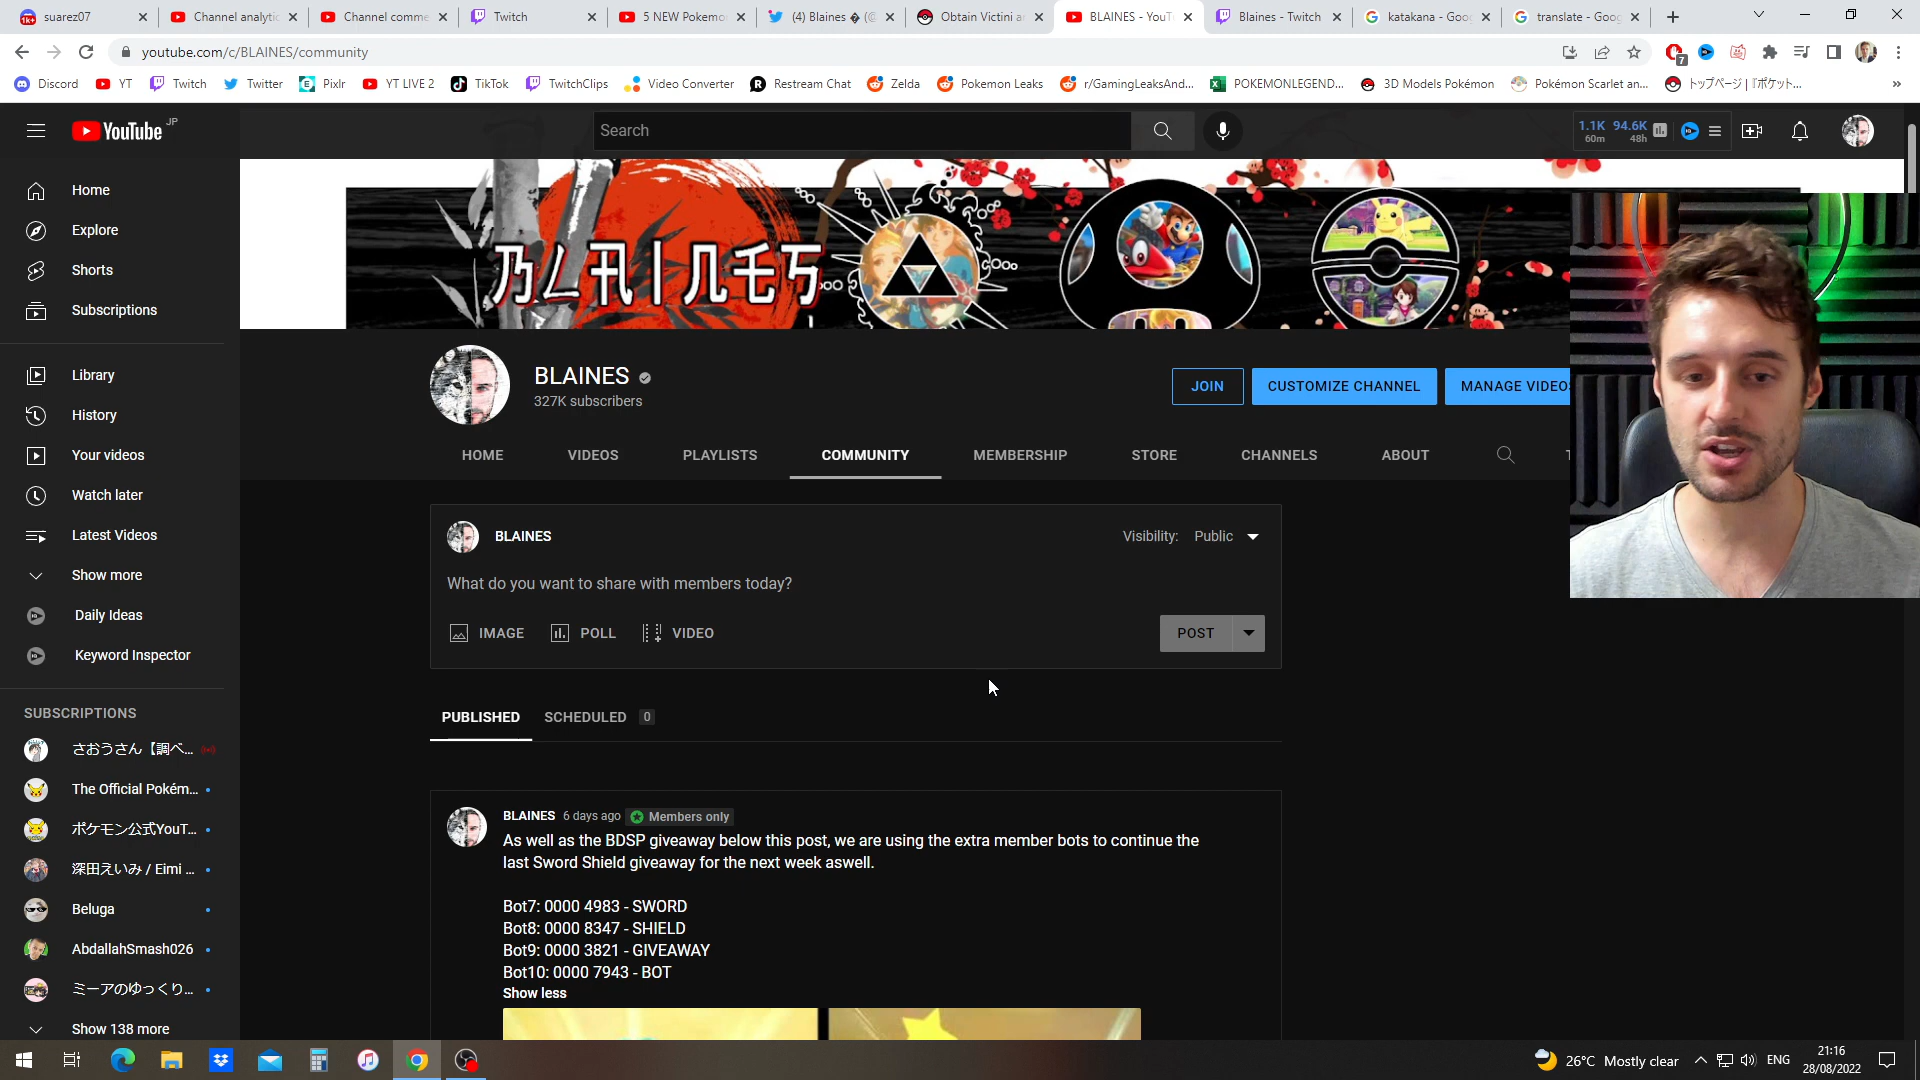 suarez07
Channel analytic
Channel comme
Twitch
5 NEW Pokemo
(4) Blaines � (@
Obtain Victini a
BLAINES - YouT
Blaines - Twitch
katakana - Goo
translate - Goog
youtube.com/c/BLAINES/community
7
Discord
YT
Twitch
Twitter
Pixlr
YT LIVE 2
TikTok
TwitchClips
Video Converter
Restream Chat
Zelda
Pokemon Leaks
r/GamingLeaksAnd...
POKEMONLEGEND...
3D Models Pokémon
Pokémon Scarlet an...
トップページ|『ポケット...
YouTube JP
Search
1.1K 94.6K
60m 48h
Home
Explore
Shorts
Subscriptions
Library
History
Your videos
Watch later
Latest Videos
Show more
Daily Ideas
Keyword Inspector
SUBSCRIPTIONS
さおうさん【調べ...
The Official Pokém...
ポケモン公式YouT...
深田えいみ / Eimi ...
Beluga
AbdallahSmash026
ミーアのゆっくり...
Show 138 more
BLAINES
327K subscribers
JOIN
CUSTOMIZE CHANNEL
MANAGE VIDEOS
HOME
VIDEOS
PLAYLISTS
COMMUNITY
MEMBERSHIP
STORE
CHANNELS
ABOUT
BLAINES
Visibility: Public
What do you want to share with members today?
IMAGE
POLL
VIDEO
POST
PUBLISHED
SCHEDULED 0
BLAINES 6 days ago Members only
As well as the BDSP giveaway below this post, we are using the extra member bots to continue the
last Sword Shield giveaway for the next week aswell.
Bot7: 0000 4983 - SWORD
Bot8: 0000 8347 - SHIELD
Bot9: 0000 3821 - GIVEAWAY
Bot10: 0000 7943 - BOT
Show less
26°C Mostly clear
ENG
21:16
28/08/2022